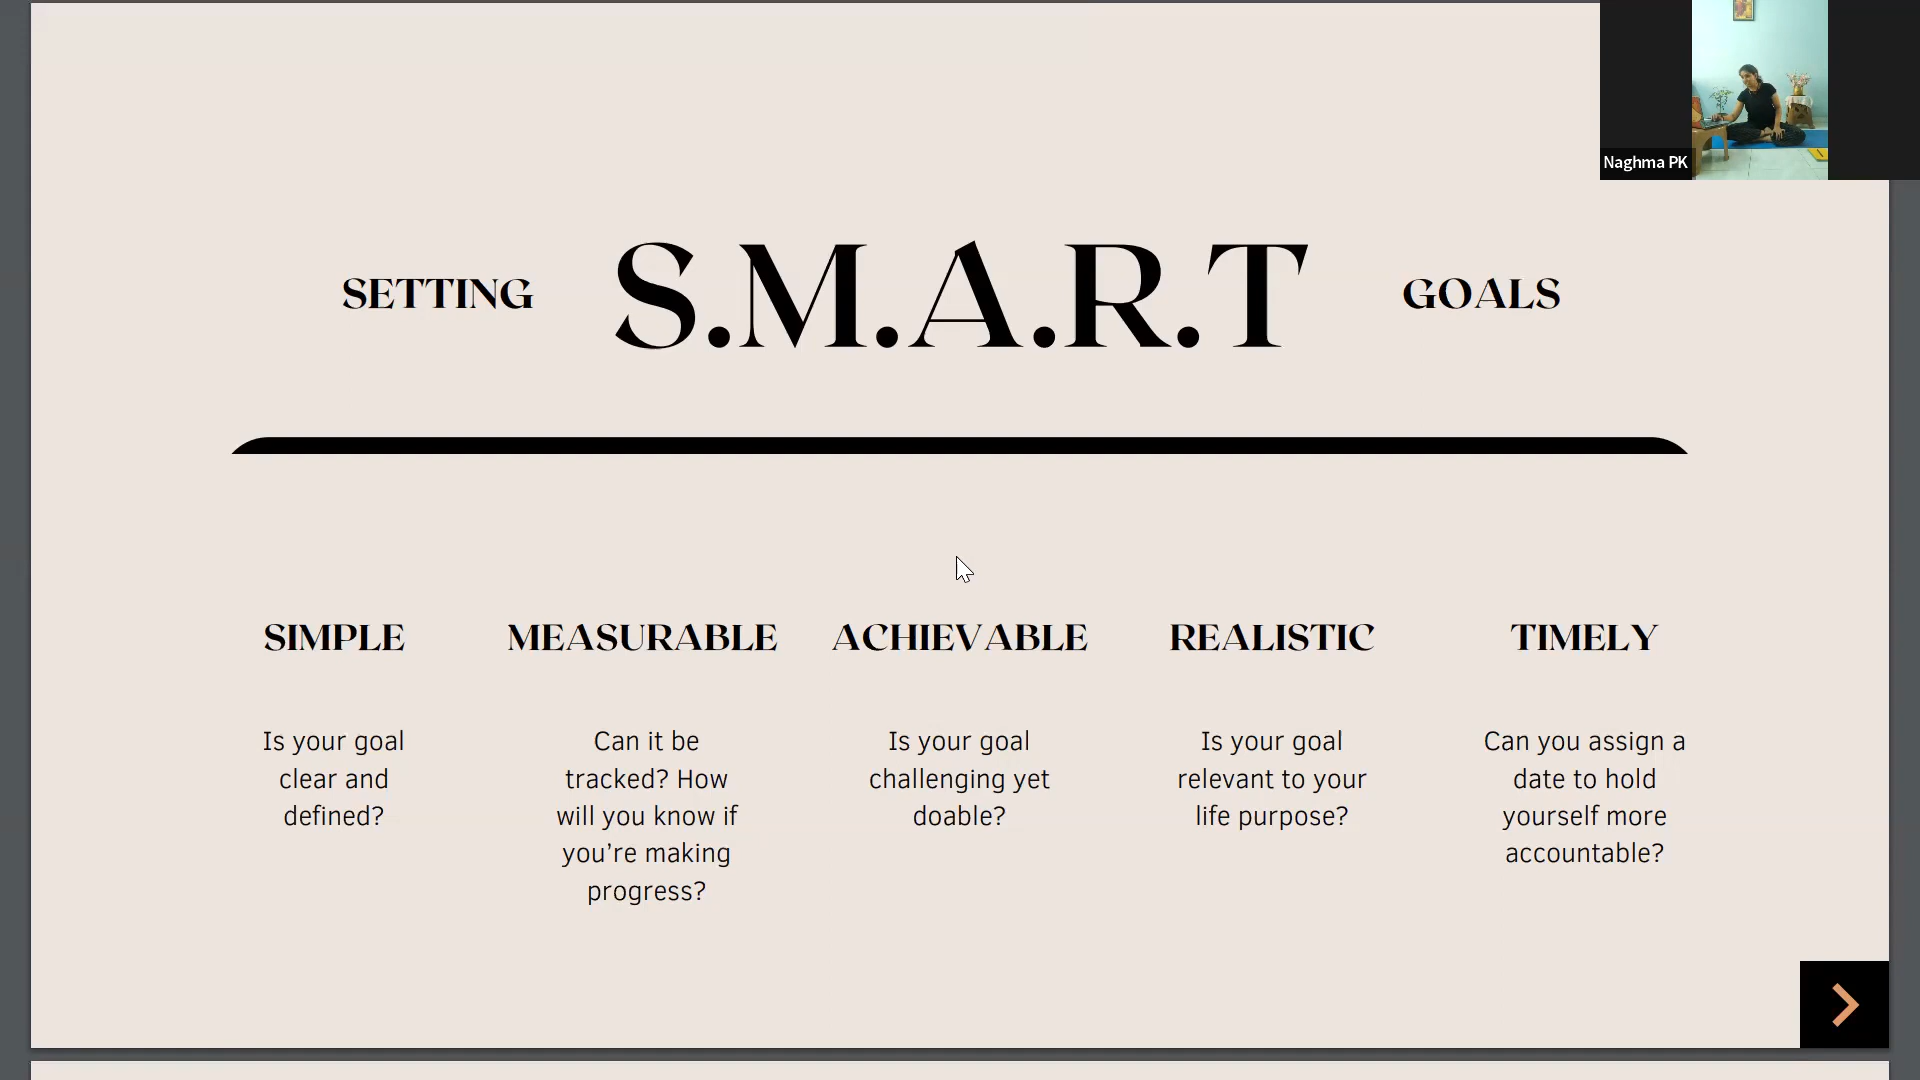 Naghma PK
SETTING S.M.A.R.T GOALS
SIMPLE
Is your goal
clear and
defined?
MEASURABLE
Can it be
tracked? How
will you know if
you’re making
progress?
ACHIEVABLE
Is your goal
challenging yet
doable?
REALISTIC
Is your goal
relevant to your
life purpose?
TIMELY
Can you assign a
date to hold
yourself more
accountable?